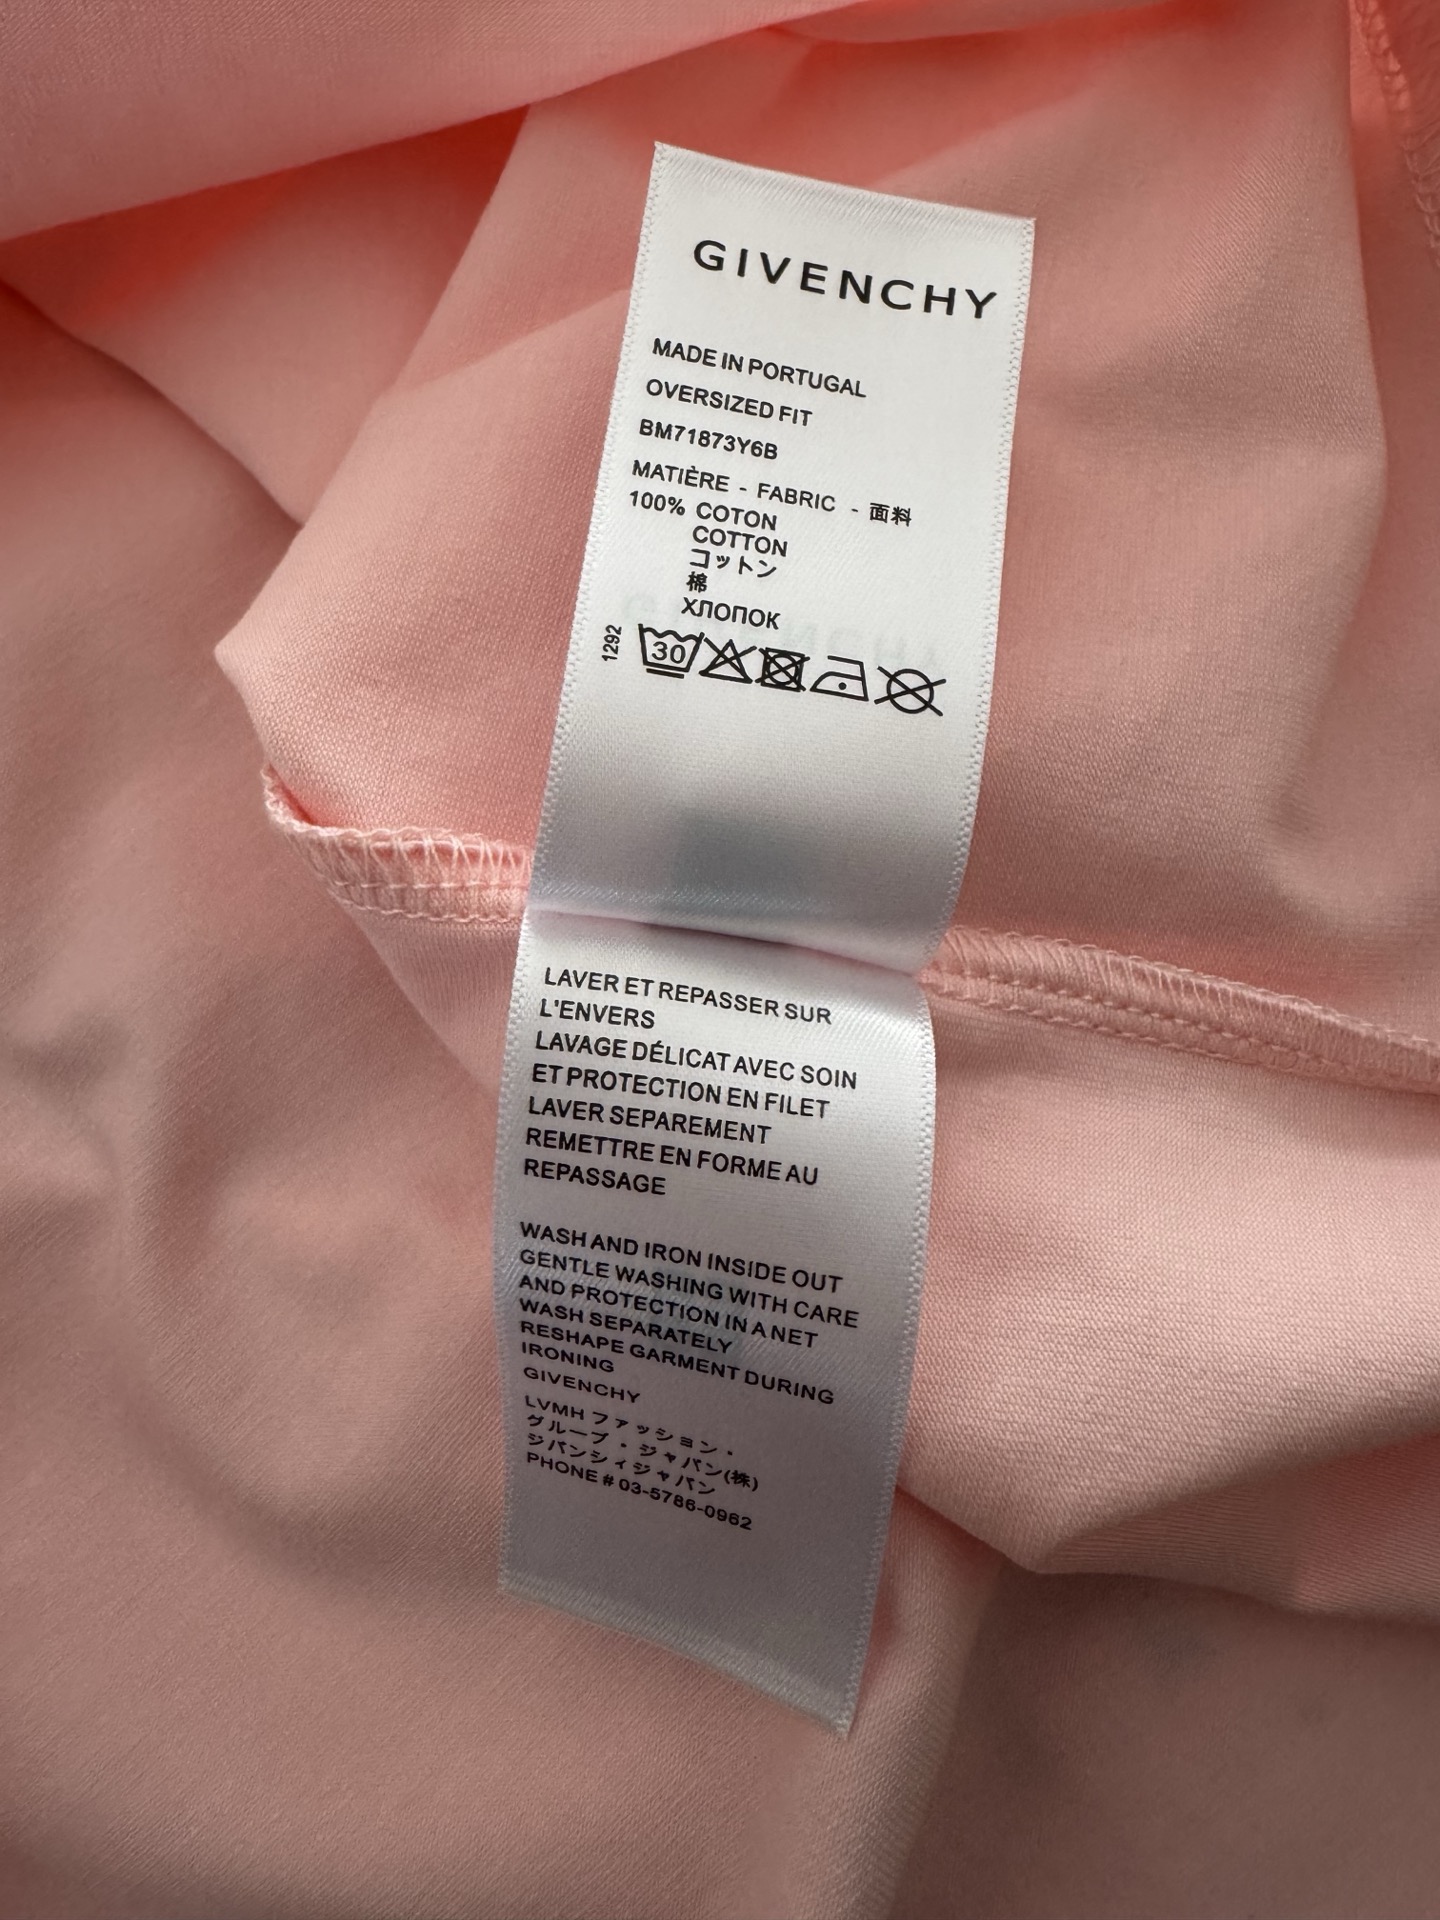 GIVENCHY
MADE IN PORTUGAL
OVERSIZED FIT
BM71873Y6B
MATIÈRE - FABRIC - 面料
100% COTON
COTTON
コットン
棉
ХЛОПОК
1292
30
LAVER ET REPASSER SUR
L'ENVERS
LAVAGE DÉLICAT AVEC SOIN
ET PROTECTION EN FILET
LAVER SEPAREMENT
REMETTRE EN FORME AU
REPASSAGE
WASH AND IRON INSIDE OUT
GENTLE WASHING WITH CARE
AND PROTECTION IN A NET
WASH SEPARATELY
RESHAPE GARMENT DURING
IRONING
GIVENCHY
LVMH ファッション・
グループ・ジャパン(株)
ジバンシィジャパン
PHONE # 03-5786-0962